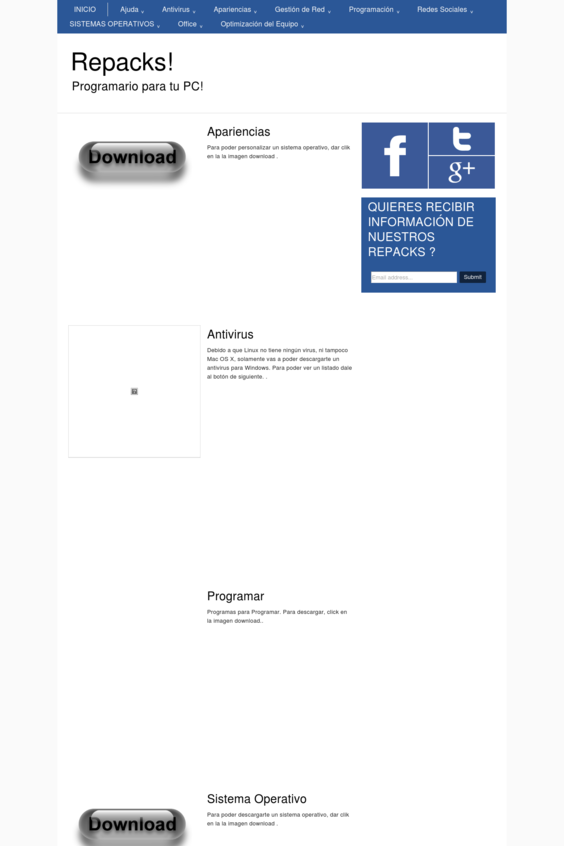 INICIO Ajuda Antivirus Apariencias Gestión de Red Programación Redes Sociales
SISTEMAS OPERATIVOS Office Optimización del Equipo
Repacks!
Programario para tu PC!
Download
Apariencias
Para poder personalizar un sistema operativo, dar clik
en la la imagen download .
f
t
g+
QUIERES RECIBIR
INFORMACIÓN DE
NUESTROS
REPACKS ?
Email address...
Submit
Antivirus
Debido a que Linux no tiene ningún virus, ni tampoco
Mac OS X, solamente vas a poder descargarte un
antivirus para Windows. Para poder ver un listado dale
al botón de siguiente. .
Programar
Programas para Programar. Para descargar, click en
la imagen download..
Download
Sistema Operativo
Para poder descargarte un sistema operativo, dar clik
en la la imagen download .